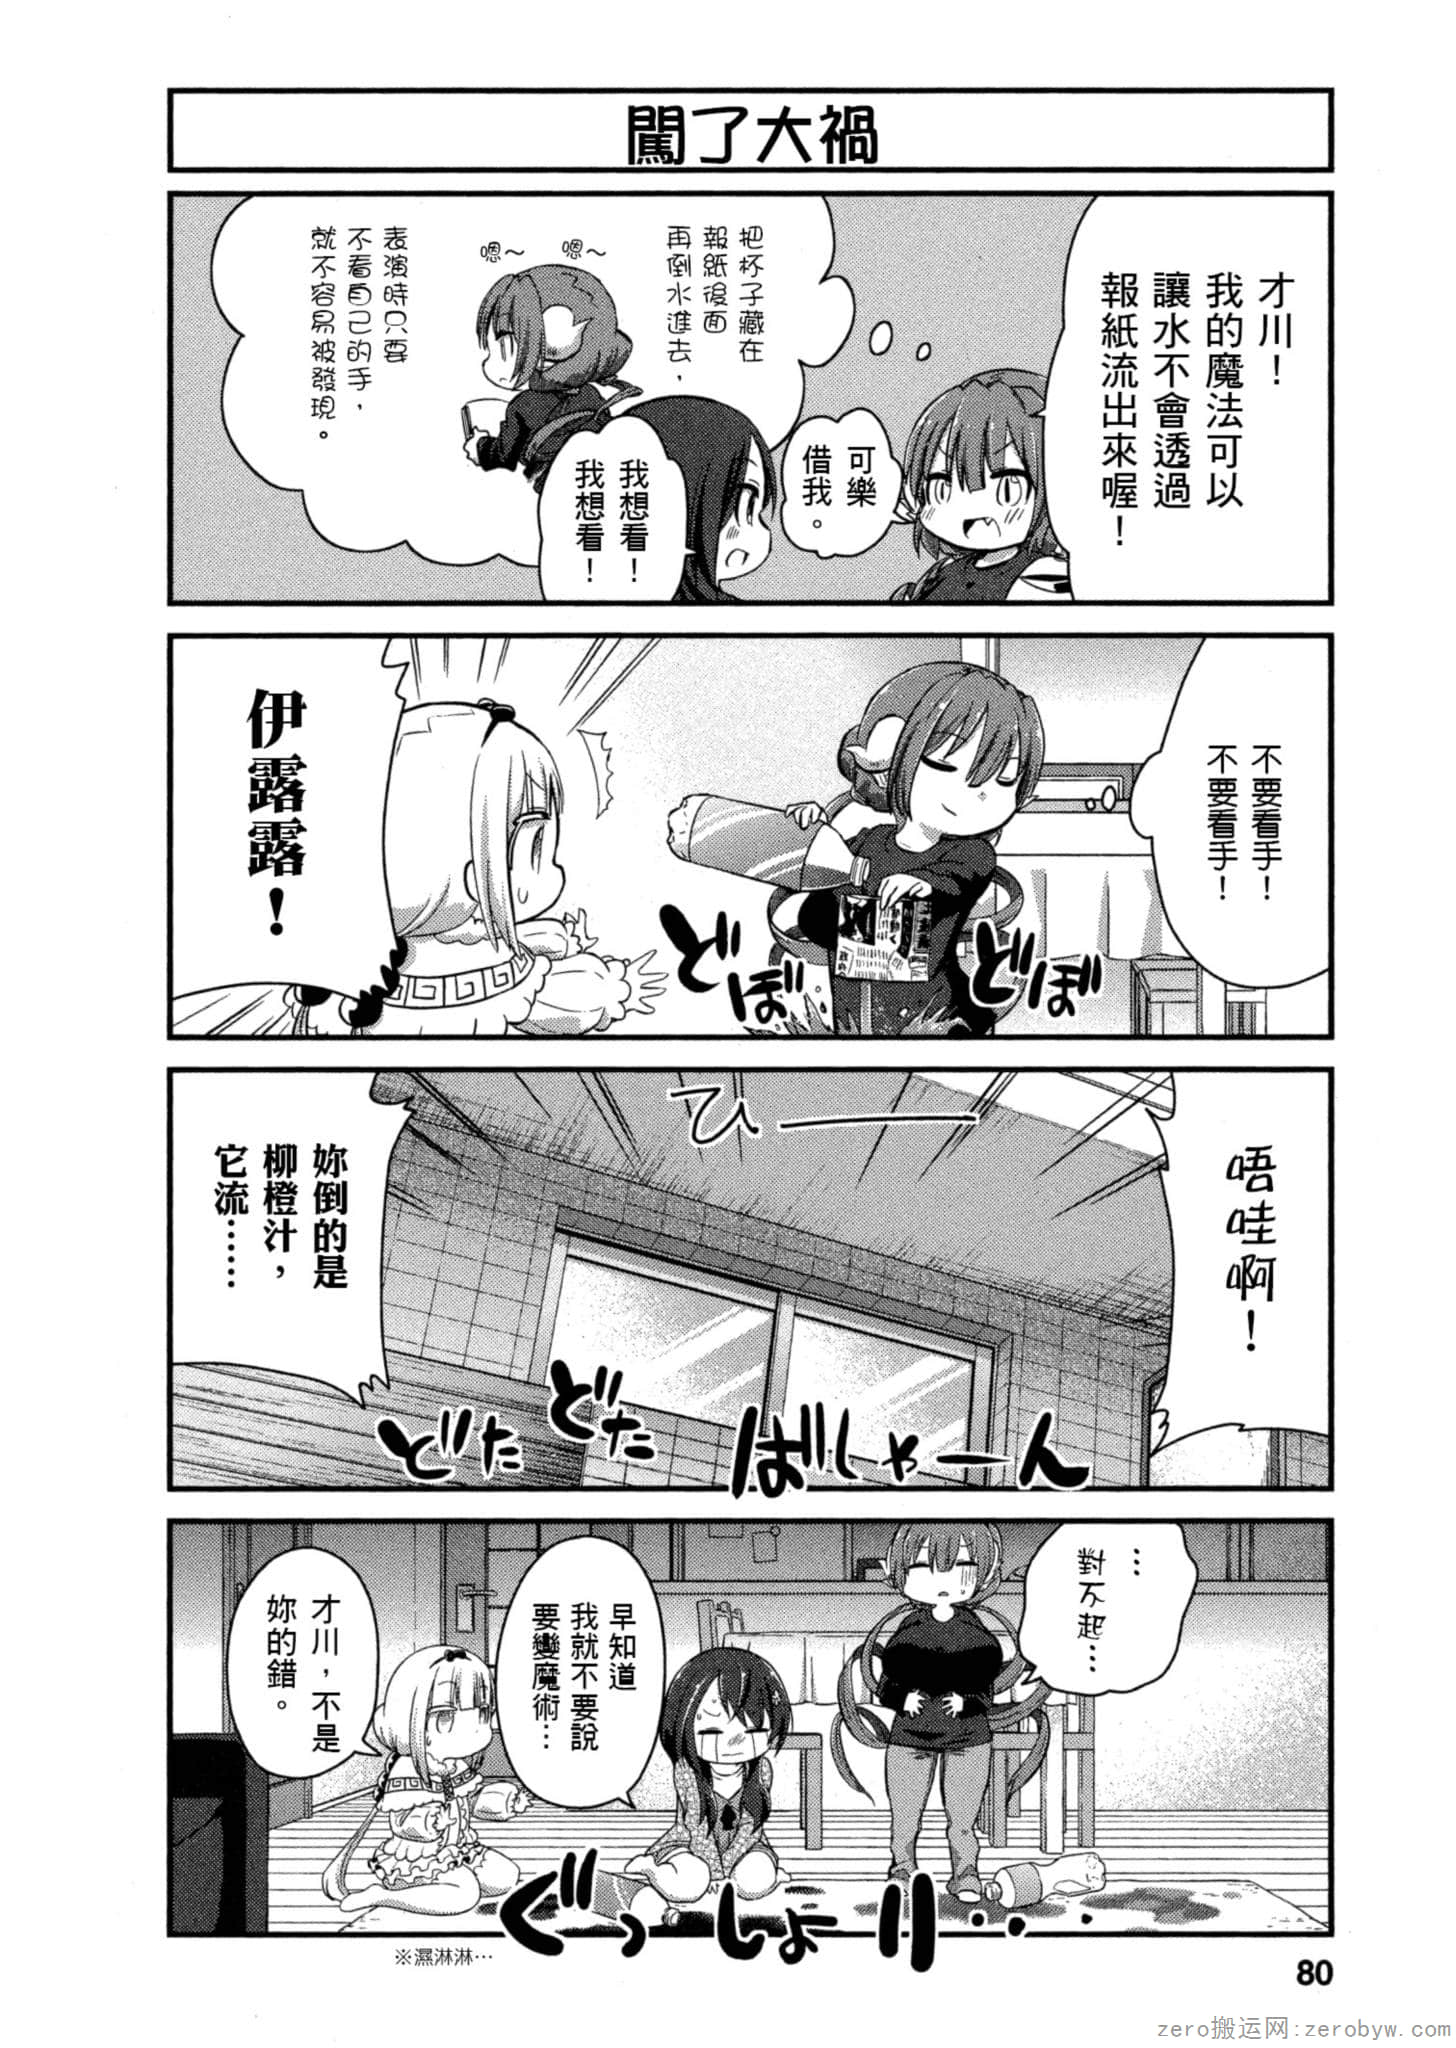 闖了大禍
才川！
我的魔法可以
讓水不會透過
報紙流出來喔！
可樂
借我。
我想看！
我想看！
把杯子藏在
報紙後面
再倒水進去，
嗯～
嗯～
表演時只要
不看自己的手，
就不容易被發現。
不要看手！
不要看手！
どぼ
どぼ
伊露露！
唔哇啊！
ひー
妳倒的是
柳橙汁，
它流……
どた
どた
ばしゃーん
…
對不起…
早知道
我就不要說
要變魔術…
才川，不是
妳的錯。
ぐっしょり…
※濕淋淋…
80
zero搬运网:zerobyw.com